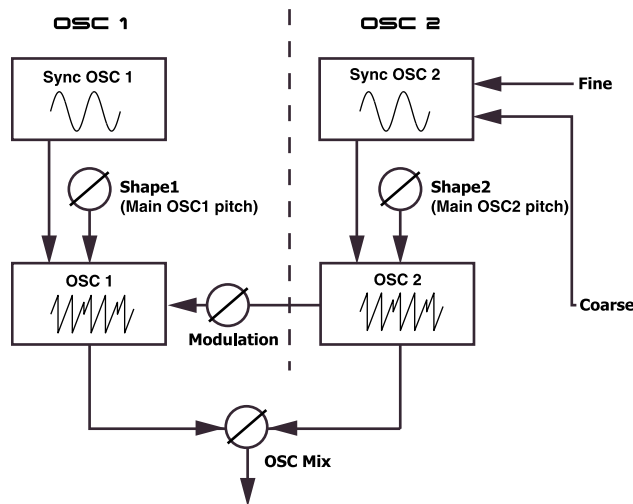 OSC 1
OSC 2
Sync OSC 1
Sync OSC 2
Fine
Shape1
(Main OSC1 pitch)
Shape2
(Main OSC2 pitch)
OSC 1
OSC 2
Coarse
Modulation
OSC Mix